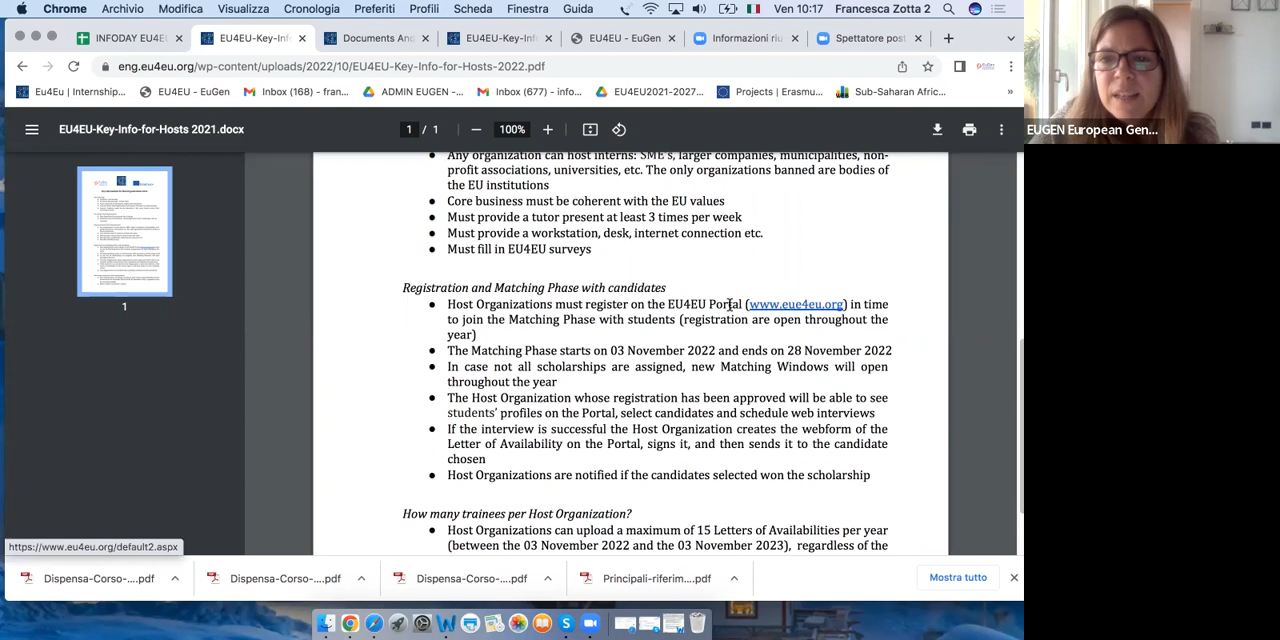 Chrome Archivio Modifica Visualizza Cronologia Preferiti Profili Scheda Finestra Guida Ven 10:17 Francesca Zotta 2
INFODAY EU4E EU4EU-Key-Inf Documents And EU4EU-Key-Inf EU4EU - EuGen Informazioni riu Spettatore post
eng.eu4eu.org/wp-content/uploads/2022/10/EU4EU-Key-Info-for-Hosts-2022.pdf
Eu4Eu | Internship... EU4EU - EuGen Inbox (168) - fran... ADMIN EUGEN -... Inbox (677) - info... EU4EU2021-2027... Projects | Erasmu... Sub-Saharan Afric... »
EU4EU-Key-Info-for-Hosts 2021.docx 1 / 1 100%
EUGEN European Gen...
Any organization can host interns: SME's, larger companies, municipalities, non-
profit associations, universities, etc. The only organizations banned are bodies of
the EU institutions
Core business must be coherent with the EU values
Must provide a tutor present at least 3 times per week
Must provide a workstation, desk, internet connection etc.
Must fill in EU4EU surveys
Registration and Matching Phase with candidates
Host Organizations must register on the EU4EU Portal (www.eue4eu.org) in time
to join the Matching Phase with students (registration are open throughout the
year)
The Matching Phase starts on 03 November 2022 and ends on 28 November 2022
In case not all scholarships are assigned, new Matching Windows will open
throughout the year
The Host Organization whose registration has been approved will be able to see
students' profiles on the Portal, select candidates and schedule web interviews
If the interview is successful the Host Organization creates the webform of the
Letter of Availability on the Portal, signs it, and then sends it to the candidate
chosen
Host Organizations are notified if the candidates selected won the scholarship
How many trainees per Host Organization?
Host Organizations can upload a maximum of 15 Letters of Availabilities per year
(between the 03 November 2022 and the 03 November 2023), regardless of the
1
https://www.eu4eu.org/default2.aspx
Dispensa-Corso-....pdf Dispensa-Corso-....pdf Dispensa-Corso-....pdf Principali-riferim....pdf Mostra tutto